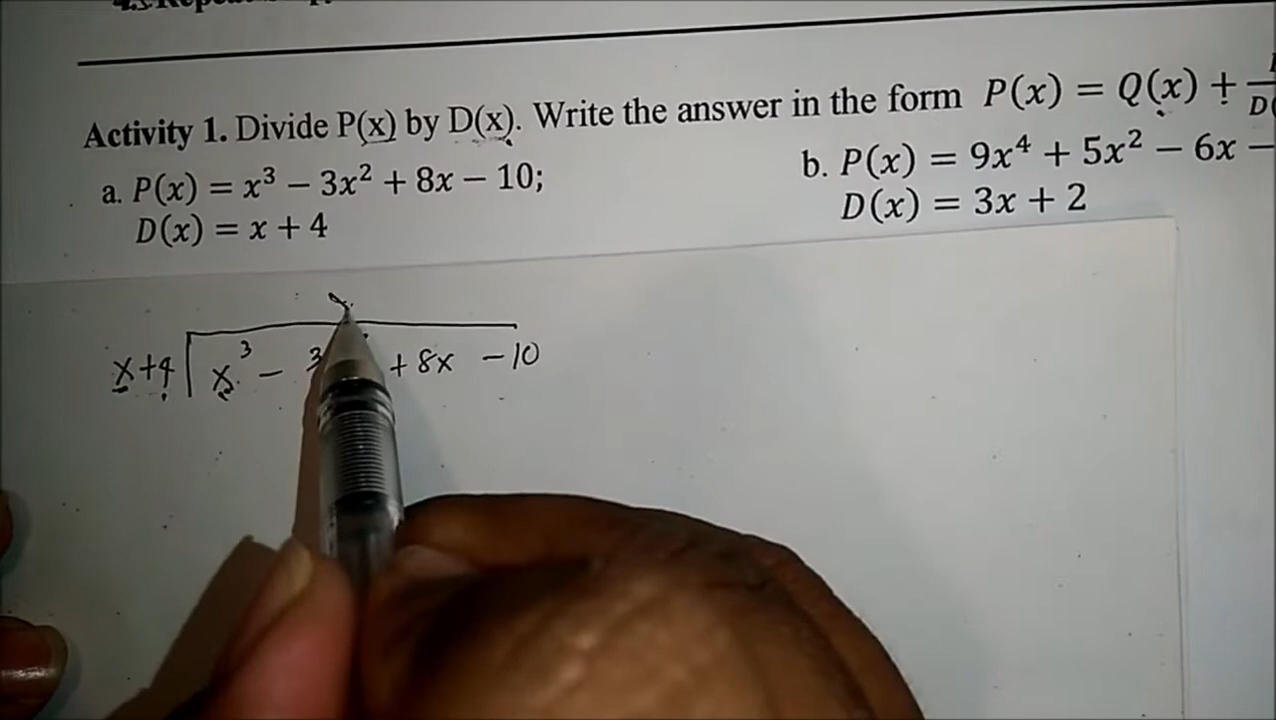 Activity 1. Divide P(x) by D(x). Write the answer in the form P(x) = Q(x) +
a. P(x) = x³ − 3x² + 8x − 10;
D(x) = x + 4
b. P(x) = 9x⁴ + 5x² − 6x −
D(x) = 3x + 2
x
x+4 x³ − 3 + 8x − 10